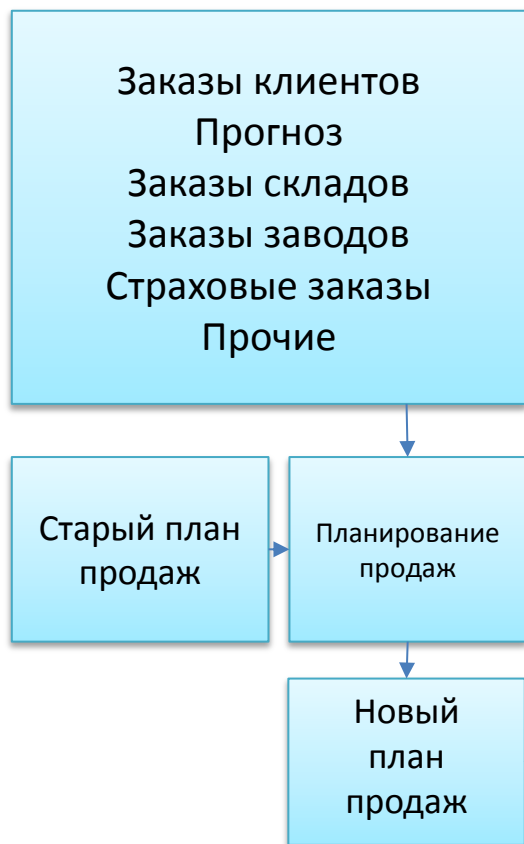 Заказы клиентов
Прогноз
Заказы складов
Заказы заводов
Страховые заказы
Прочие
Старый план
продаж
Планирование
продаж
Новый
план
продаж